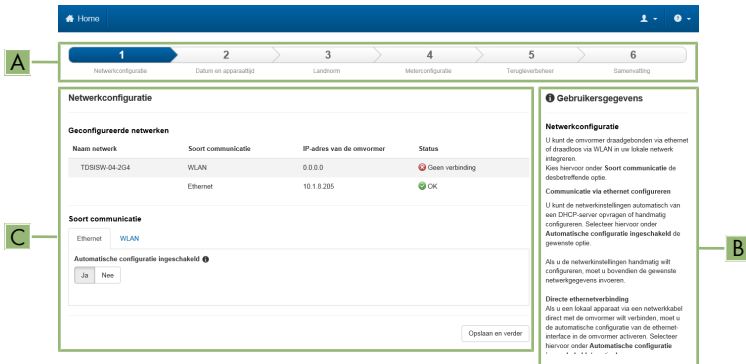 Home
A
1
2
3
4
5
6
Netwerkconfiguratie
Datum en apparaattijd
Landnorm
Meterconfiguratie
Terugleverbeheer
Samenvatting
Netwerkconfiguratie
Geconfigureerde netwerken
Naam netwerk Soort communicatie IP-adres van de omvormer Status
TDSISW-04-2G4 WLAN 0.0.0.0 Geen verbinding
Ethernet 10.1.8.205 OK
C
Soort communicatie
Ethernet WLAN
Automatische configuratie ingeschakeld
Ja Nee
Opslaan en verder
Gebruikersgegevens
Netwerkconfiguratie
U kunt de omvormer draadgebonden via ethernet
of draadloos via WLAN in uw lokale netwerk
integreren.
Kies hiervoor onder Soort communicatie de
desbetreffende optie.
Communicatie via ethernet configureren
U kunt de netwerkinstellingen automatisch van
een DHCP-server opvragen of handmatig
configureren. Selecteer hiervoor onder
Automatische configuratie ingeschakeld de
gewenste optie.
B
Als u de netwerkinstellingen handmatig wilt
configureren, moet u bovendien de gewenste
netwerkgegevens invoeren.
Directe ethernetverbinding
Als u een lokaal apparaat via een netwerkkabel
direct met de omvormer wilt verbinden, moet u
de automatische configuratie van de ethernet-
interface in de omvormer activeren. Selecteer
hiervoor onder Automatische configuratie